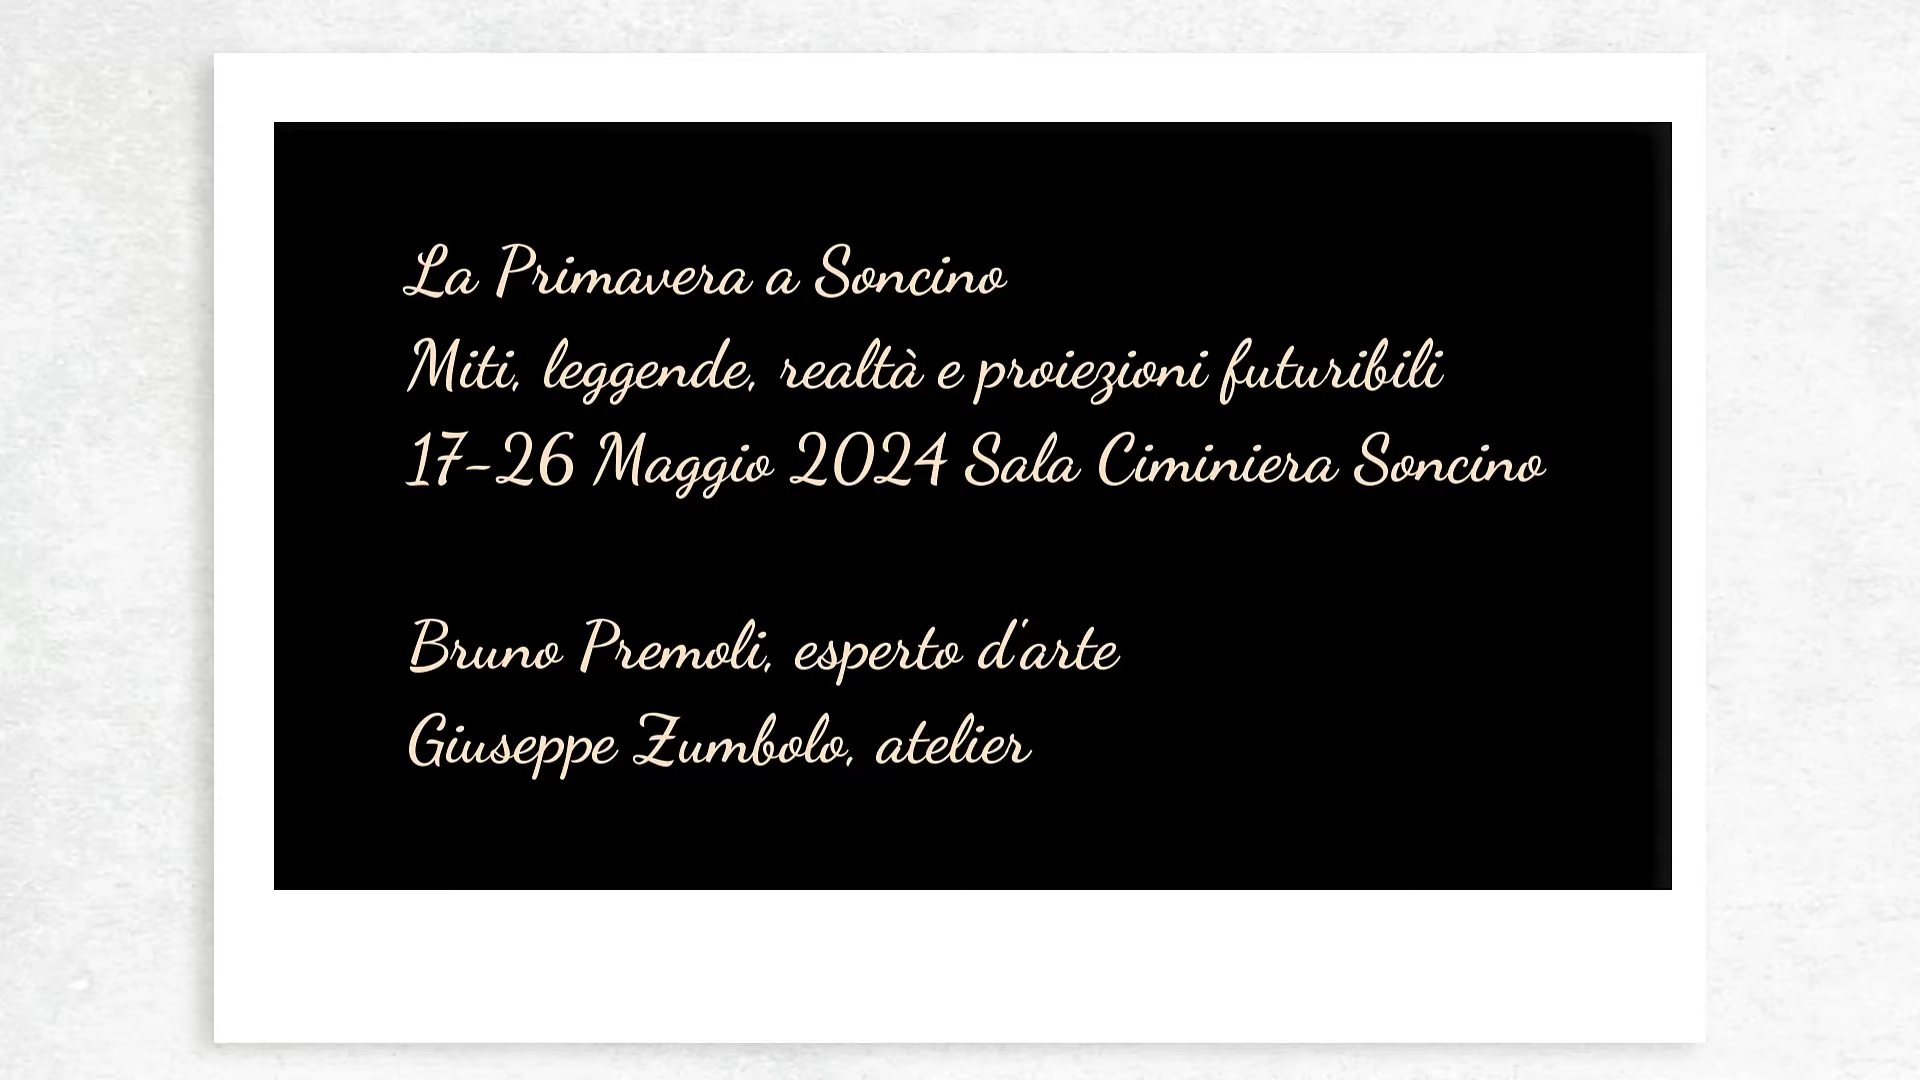 La Primavera a Soncino
Miti, leggende, realtà e proiezioni futuribili
17-26 Maggio 2024 Sala Ciminiera Soncino
Bruno Premoli, esperto d'arte
Giuseppe Zumbolo, atelier